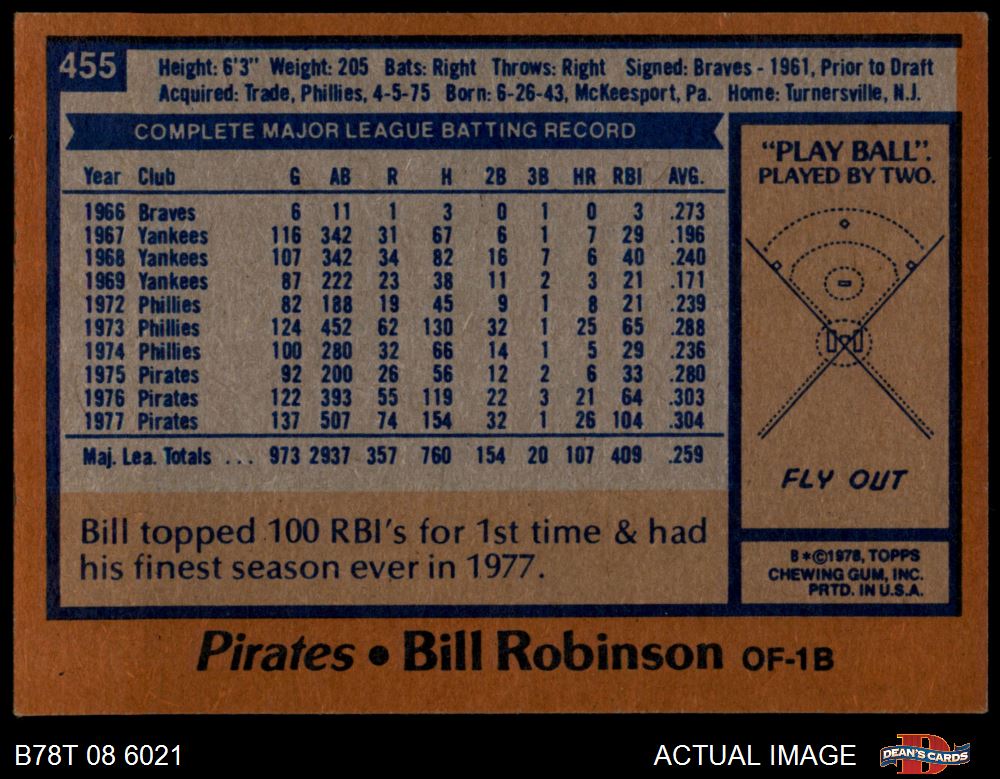 455
Height: 6'3" Weight: 205 Bats: Right Throws: Right Signed: Braves - 1961, Prior to Draft
Acquired: Trade, Phillies, 4-5-75 Born: 6-26-43, McKeesport, Pa. Home: Turnersville, N.J.
COMPLETE MAJOR LEAGUE BATTING RECORD
Year Club G AB R H 2B 3B HR RBI AVG.
1966 Braves 6 11 1 3 0 1 0 3 .273
1967 Yankees 116 342 31 67 6 1 7 29 .196
1968 Yankees 107 342 34 82 16 7 6 40 .240
1969 Yankees 87 222 23 38 11 2 3 21 .171
1972 Phillies 82 188 19 45 9 1 8 21 .239
1973 Phillies 124 452 62 130 32 1 25 65 .288
1974 Phillies 100 280 32 66 14 1 5 29 .236
1975 Pirates 92 200 26 56 12 2 6 33 .280
1976 Pirates 122 393 55 119 22 3 21 64 .303
1977 Pirates 137 507 74 154 32 1 26 104 .304
Maj. Lea. Totals ... 973 2937 357 760 154 20 107 409 .259
Bill topped 100 RBI's for 1st time & had
his finest season ever in 1977.
"PLAY BALL".
PLAYED BY TWO.
FLY OUT
B*©1978, TOPPS
CHEWING GUM, INC.
PRTD. IN U.S.A.
Pirates • Bill Robinson OF-1B
B78T 08 6021
ACTUAL IMAGE
DEAN'S CARDS